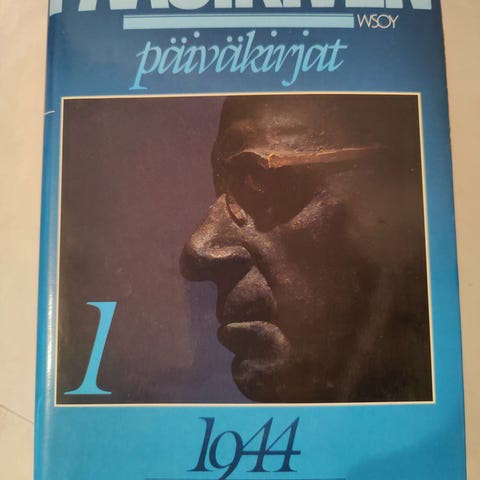 PAASIKIVEN
WSOY
päiväkirjat
1
1944